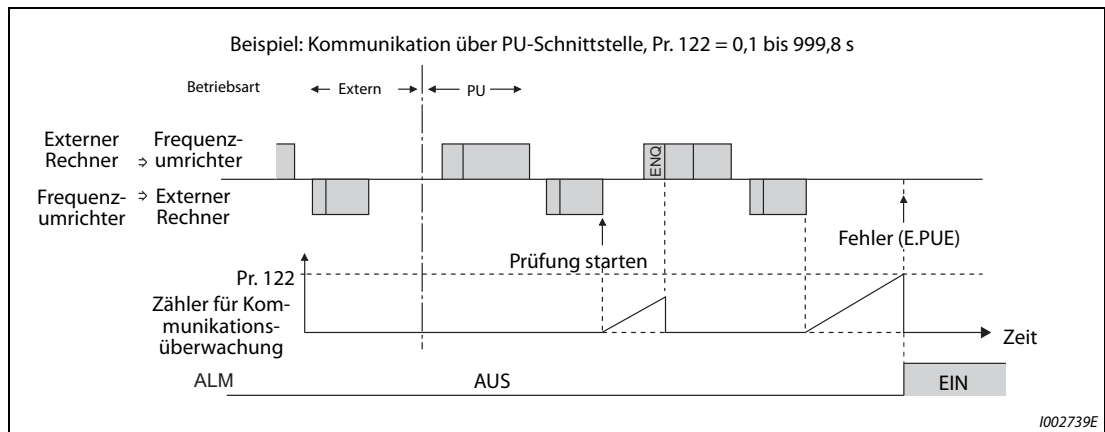 Beispiel: Kommunikation über PU-Schnittstelle, Pr. 122 = 0,1 bis 999,8 s
Betriebsart
Extern
PU
Externer
Rechner
⇒
Frequenz-
umrichter
ENQ
Frequenz-
umrichter
⇒
Externer
Rechner
Fehler (E.PUE)
Prüfung starten
Pr. 122
Zähler für Kom-
munikations-
überwachung
Zeit
ALM
AUS
EIN
I002739E